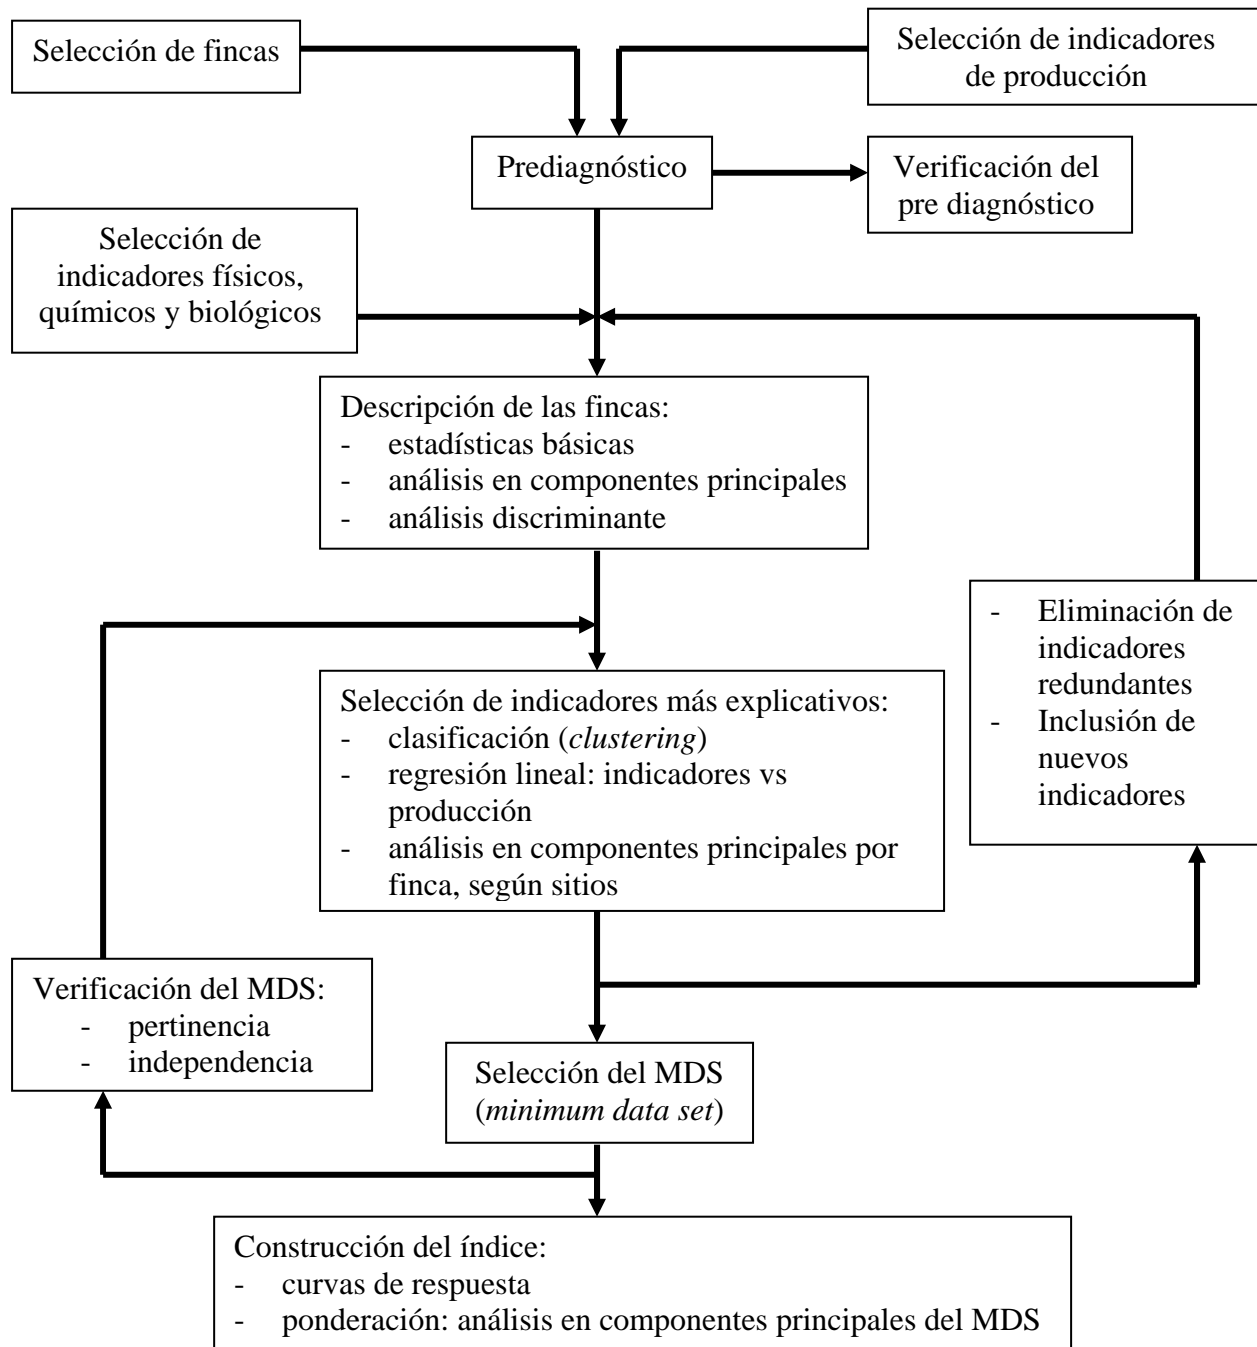 Selección de fincas
Selección de indicadores
de producción
Prediagnóstico
Verificación del
pre diagnóstico
Selección de
indicadores físicos,
químicos y biológicos
Descripción de las fincas:
- estadísticas básicas
- análisis en componentes principales
- análisis discriminante
- Eliminación de
indicadores
redundantes
- Inclusión de
nuevos
indicadores
Selección de indicadores más explicativos:
- clasificación (clustering)
- regresión lineal: indicadores vs
producción
- análisis en componentes principales por
finca, según sitios
Verificación del MDS:
- pertinencia
- independencia
Selección del MDS
(minimum data set)
Construcción del índice:
- curvas de respuesta
- ponderación: análisis en componentes principales del MDS